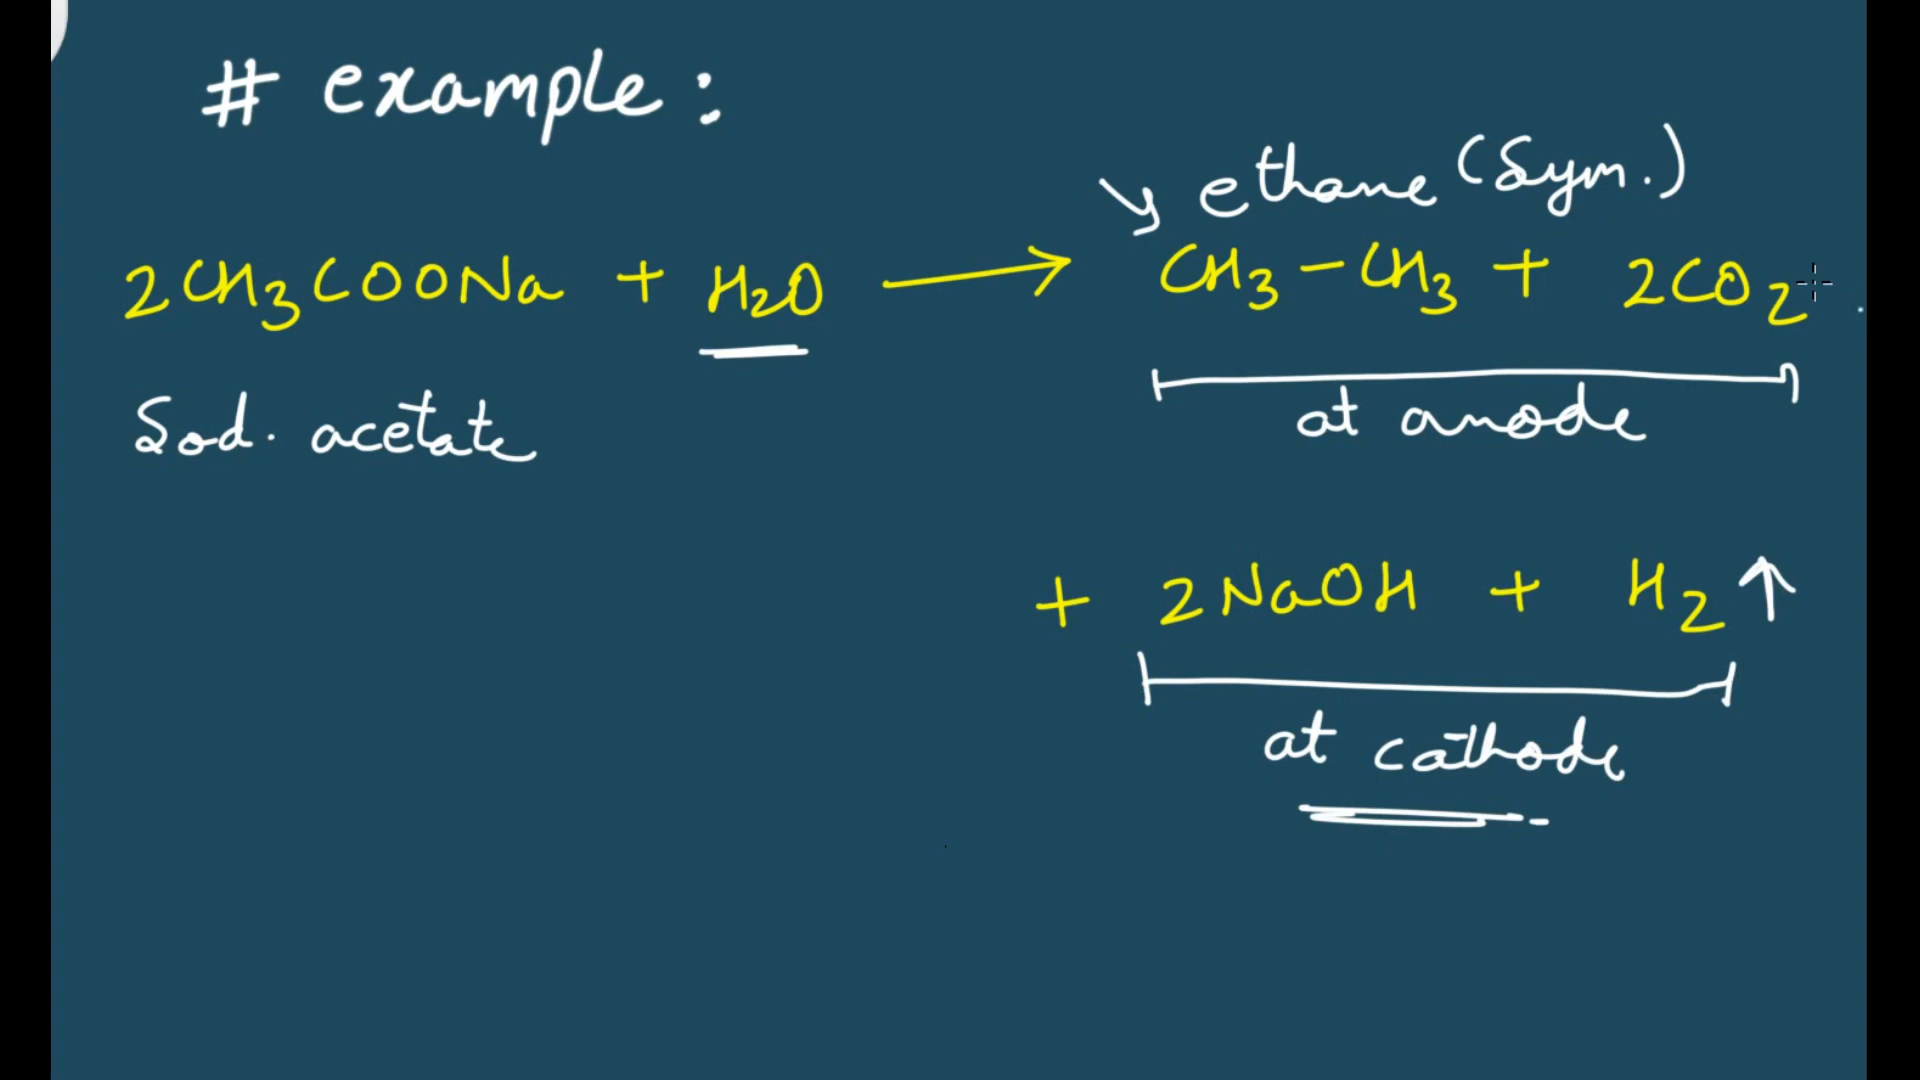 # example :
ethane (Sym.)
2CH3COONa + H2O ⟶ CH3-CH3 + 2CO2
at anode
Sod. acetate
+ 2NaOH + H2 ↑
at cathode